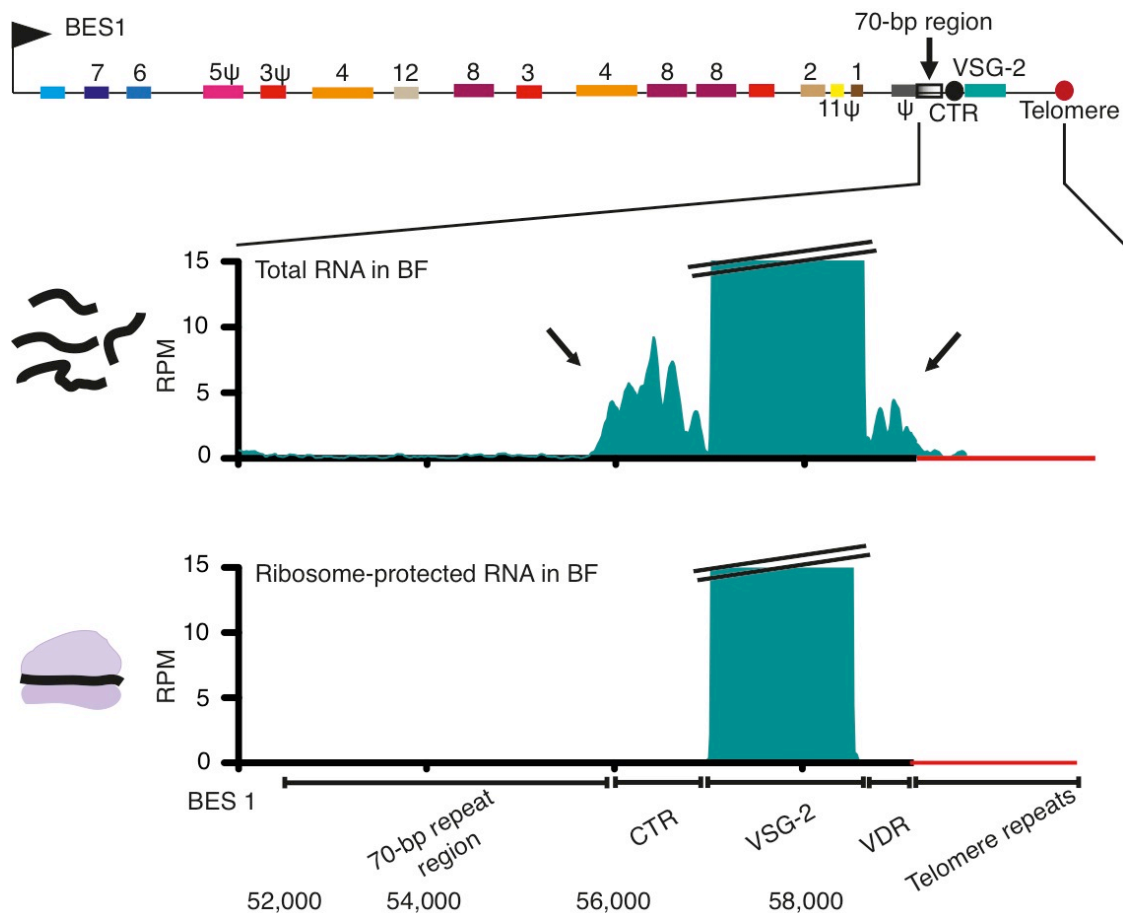 BES1
70-bp region
7 6 5ψ 3ψ 4 12 8 3 4 8 8 2 1 VSG-2
11ψ ψ CTR Telomere
15
Total RNA in BF
10
RPM
5
0
15
Ribosome-protected RNA in BF
10
RPM
5
0
BES 1
70-bp repeat
region
CTR
VSG-2
VDR
Telomere repeats
52,000 54,000 56,000 58,000